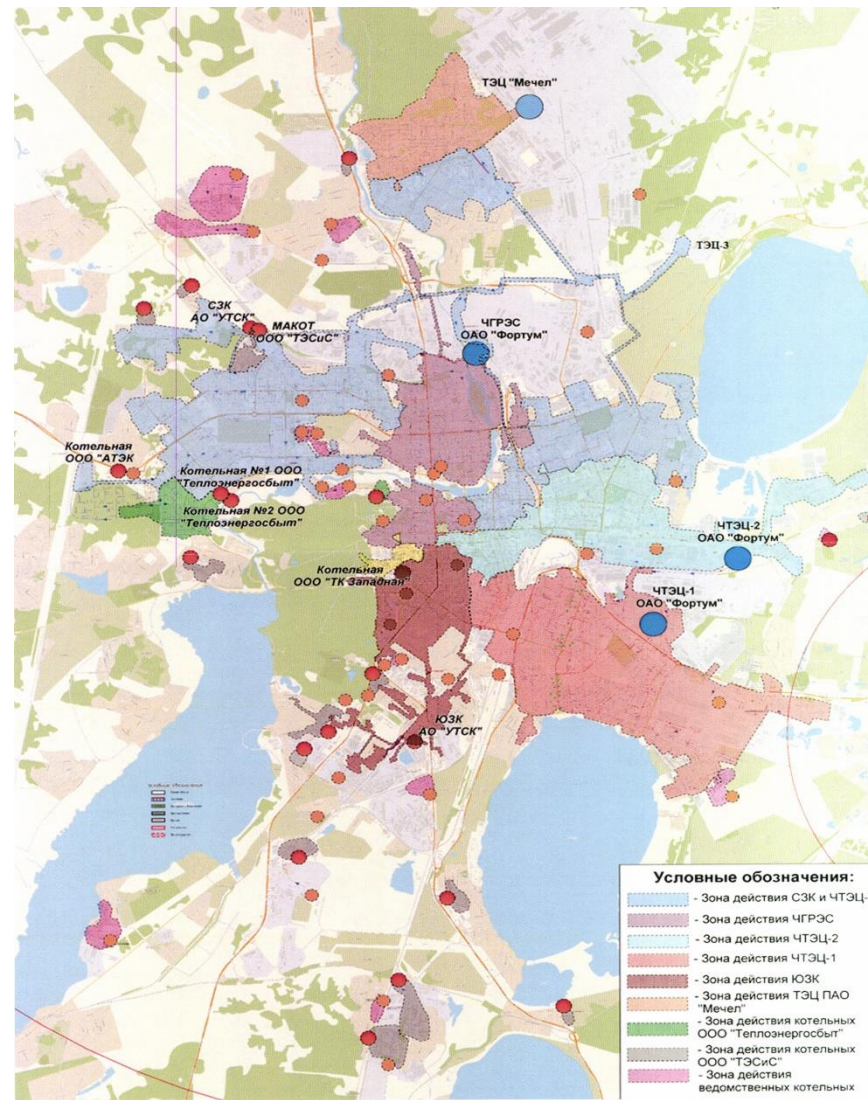 ТЭЦ "Мечел"
ТЭЦ-3
СЗК
АО "УТСК"
МАКОТ
ООО "ТЭСиС"
ЧГРЭС
ОАО "Фортум"
Котельная
ООО "АТЭК"
Котельная №1 ООО
"Теплоэнергосбыт"
Котельная №2 ООО
"Теплоэнергосбыт"
ЧТЭЦ-2
ОАО "Фортум"
Котельная
ООО "ТК Западная"
ЧТЭЦ-1
ОАО "Фортум"
ЮЗК
АО "УТСК"
Условные обозначения:
- Зона действия СЗК и ЧТЭЦ-
- Зона действия ЧГРЭС
- Зона действия ЧТЭЦ-2
- Зона действия ЧТЭЦ-1
- Зона действия ЮЗК
- Зона действия ТЭЦ ПАО
"Мечел"
- Зона действия котельных
ООО "Теплоэнергосбыт"
- Зона действия котельных
ООО "ТЭСиС"
- Зона действия
ведомственных котельных